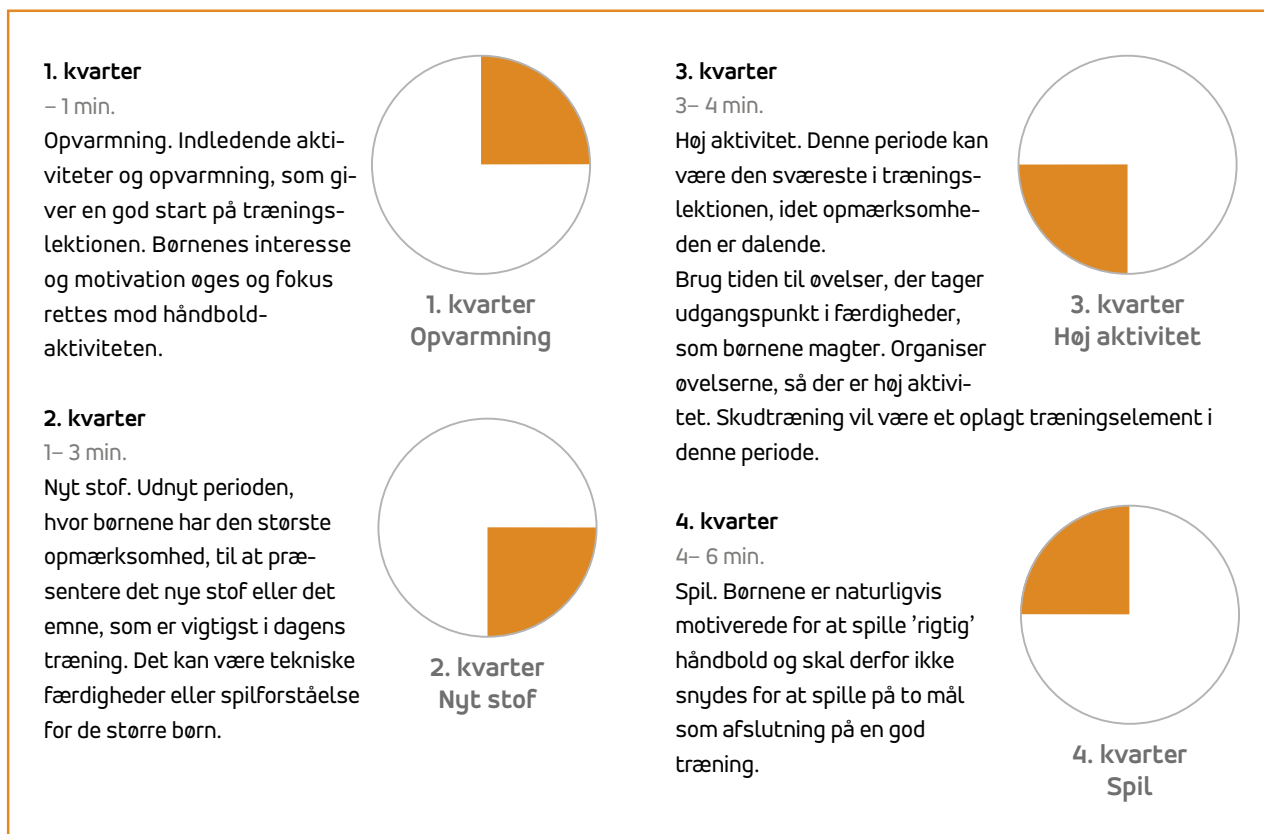 1. kvarter
– 1 min.
Opvarmning. Indledende akti-
viteter og opvarmning, som gi-
ver en god start på trænings-
lektionen. Børnenes interesse
og motivation øges og fokus
rettes mod håndbold-
aktiviteten.
1. kvarter
Opvarmning
2. kvarter
1– 3 min.
Nyt stof. Udnyt perioden,
hvor børnene har den største
opmærksomhed, til at præ-
sentere det nye stof eller det
emne, som er vigtigst i dagens
træning. Det kan være tekniske
færdigheder eller spilforståelse
for de større børn.
2. kvarter
Nyt stof
3. kvarter
3– 4 min.
Høj aktivitet. Denne periode kan
være den sværeste i trænings-
lektionen, idet opmærksomhe-
den er dalende.
Brug tiden til øvelser, der tager
udgangspunkt i færdigheder,
som børnene magter. Organiser
øvelserne, så der er høj aktivi-
tet. Skudtræning vil være et oplagt træningselement i
denne periode.
3. kvarter
Høj aktivitet
4. kvarter
4– 6 min.
Spil. Børnene er naturligvis
motiverede for at spille ’rigtig’
håndbold og skal derfor ikke
snydes for at spille på to mål
som afslutning på en god
træning.
4. kvarter
Spil